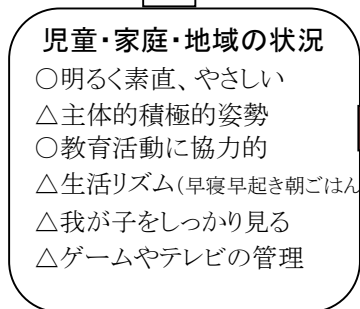 児童・家庭・地域の状況
○明るく素直、やさしい
△主体的積極的姿勢
○教育活動に協力的
△生活リズム(早寝早起き朝ごはん
△我が子をしっかり見る
△ゲームやテレビの管理